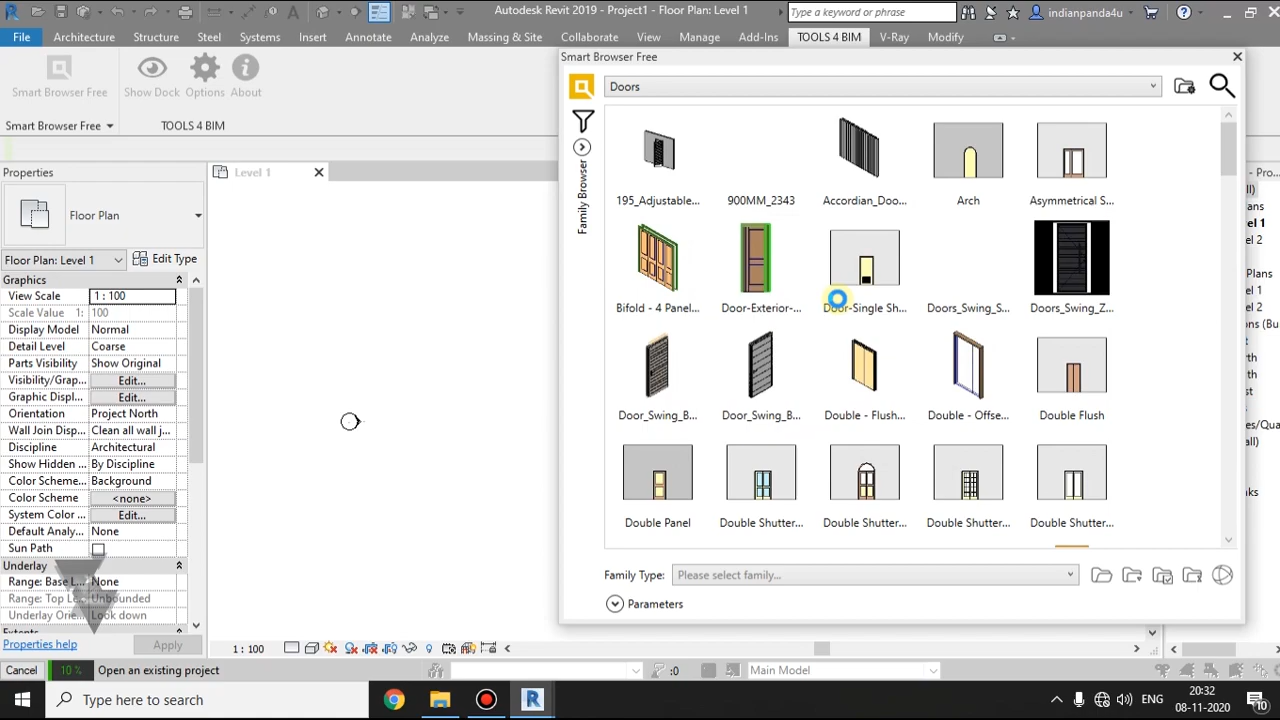 Autodesk Revit 2019 - Project1 - Floor Plan: Level 1
Type a keyword or phrase
indianpanda4u
File Architecture Structure Steel Systems Insert Annotate Analyze Massing & Site Collaborate View Manage Add-Ins TOOLS 4 BIM V-Ray Modify
Smart Browser Free
Show Dock Options About
Smart Browser Free TOOLS 4 BIM
Smart Browser Free
Doors
Family Browser
195_Adjustable... 900MM_2343 Accordian_Doo... Arch Asymmetrical S...
Bifold - 4 Panel... Door-Exterior-... Door-Single Sh... Doors_Swing_S... Doors_Swing_Z...
Door_Swing_B... Door_Swing_B... Double - Flush... Double - Offse... Double Flush
Double Panel Double Shutter... Double Shutter... Double Shutter... Double Shutter...
Family Type: Please select family...
Parameters
Level 1
Properties
Floor Plan
Floor Plan: Level 1 Edit Type
Graphics
View Scale 1 : 100
Scale Value 1: 100
Display Model Normal
Detail Level Coarse
Parts Visibility Show Original
Visibility/Grap... Edit...
Graphic Displ... Edit...
Orientation Project North
Wall Join Disp... Clean all wall j...
Discipline Architectural
Show Hidden By Discipline
Color Scheme... Background
Color Scheme <none>
System Color ... Edit...
Default Analy... None
Sun Path
Underlay
Range: Base L... None
Range: Top Le... Unbounded
Underlay Orie... Look down
Extents
Properties help Apply
- Pro...
1 : 100
Cancel 10 % Open an existing project
:0 Main Model
Type here to search
ENG
20:32
08-11-2020
10